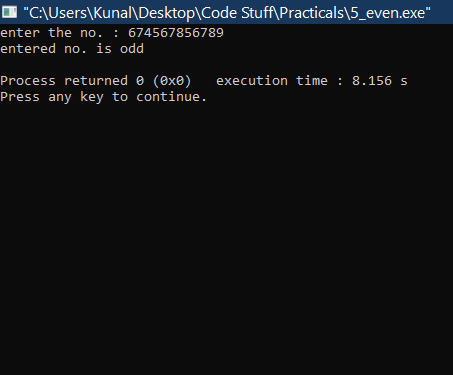 "C:\Users\Kunal\Desktop\Code Stuff\Practicals\5_even.exe"
enter the no. : 674567856789
entered no. is odd
Process returned 0 (0x0)   execution time : 8.156 s
Press any key to continue.